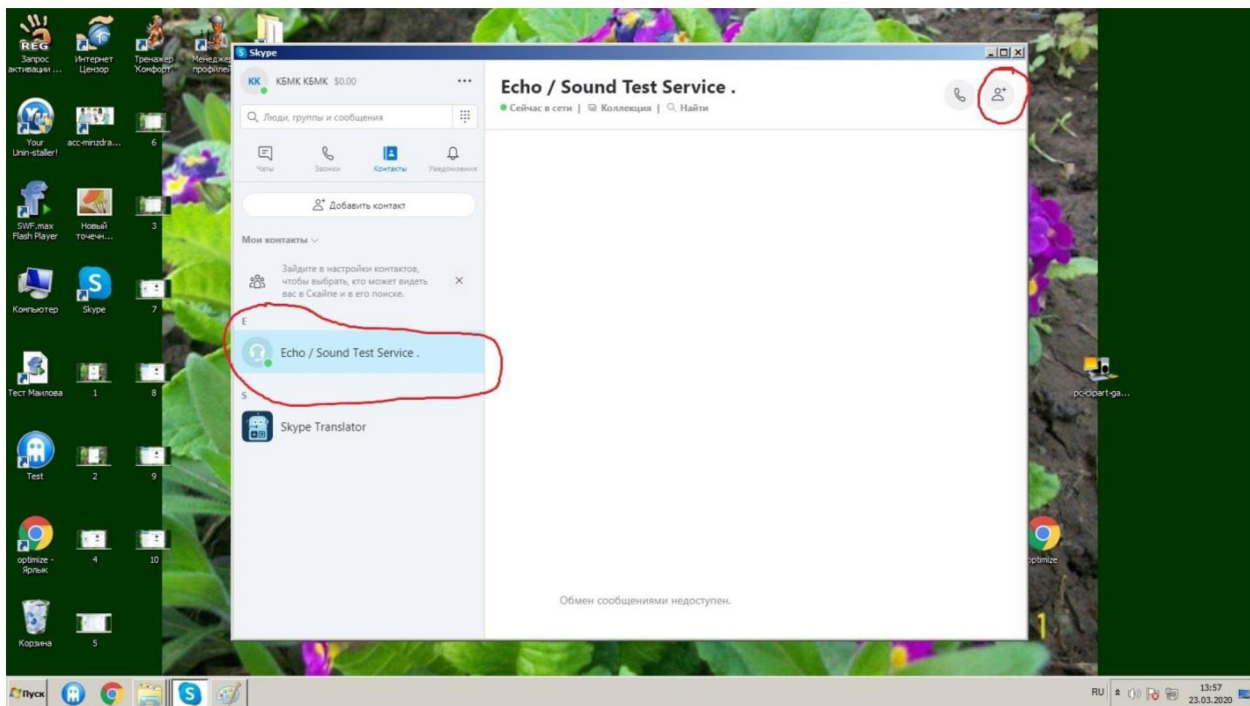 REG
Запрос
активации ...
Интернет
Цензор
Тренажер
'Комфорт'
Менеджер
профилей
Your
Unin-staller!
acc-minzdra...
6
SWF.max
Flash Player
Новый
точечн...
3
Компьютер
Skype
7
Тест Маилова
1
8
Test
2
9
optimize -
Ярлык
4
10
Корзина
5
Skype
КК
КБМК КБМК $0.00
Люди, группы и сообщения
Чаты
Звонки
Контакты
Уведомления
Добавить контакт
Мои контакты
Зайдите в настройки контактов,
чтобы выбрать, кто может видеть
вас в Скайпе и в его поиске.
E
Echo / Sound Test Service .
S
Skype Translator
Echo / Sound Test Service .
Сейчас в сети | Коллекция | Найти
Обмен сообщениями недоступен.
pc-clipart-ga...
optimize
1
Пуск
RU
13:57
23.03.2020